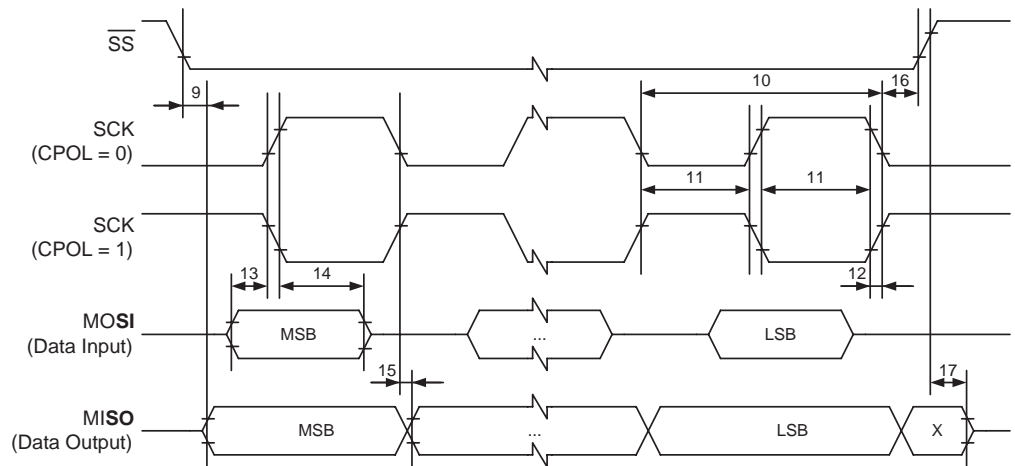 SS
9
10
16
SCK
(CPOL = 0)
11
11
SCK
(CPOL = 1)
13
14
12
MOSI
(Data Input)
MSB
...
LSB
15
17
MISO
(Data Output)
MSB
...
LSB
X